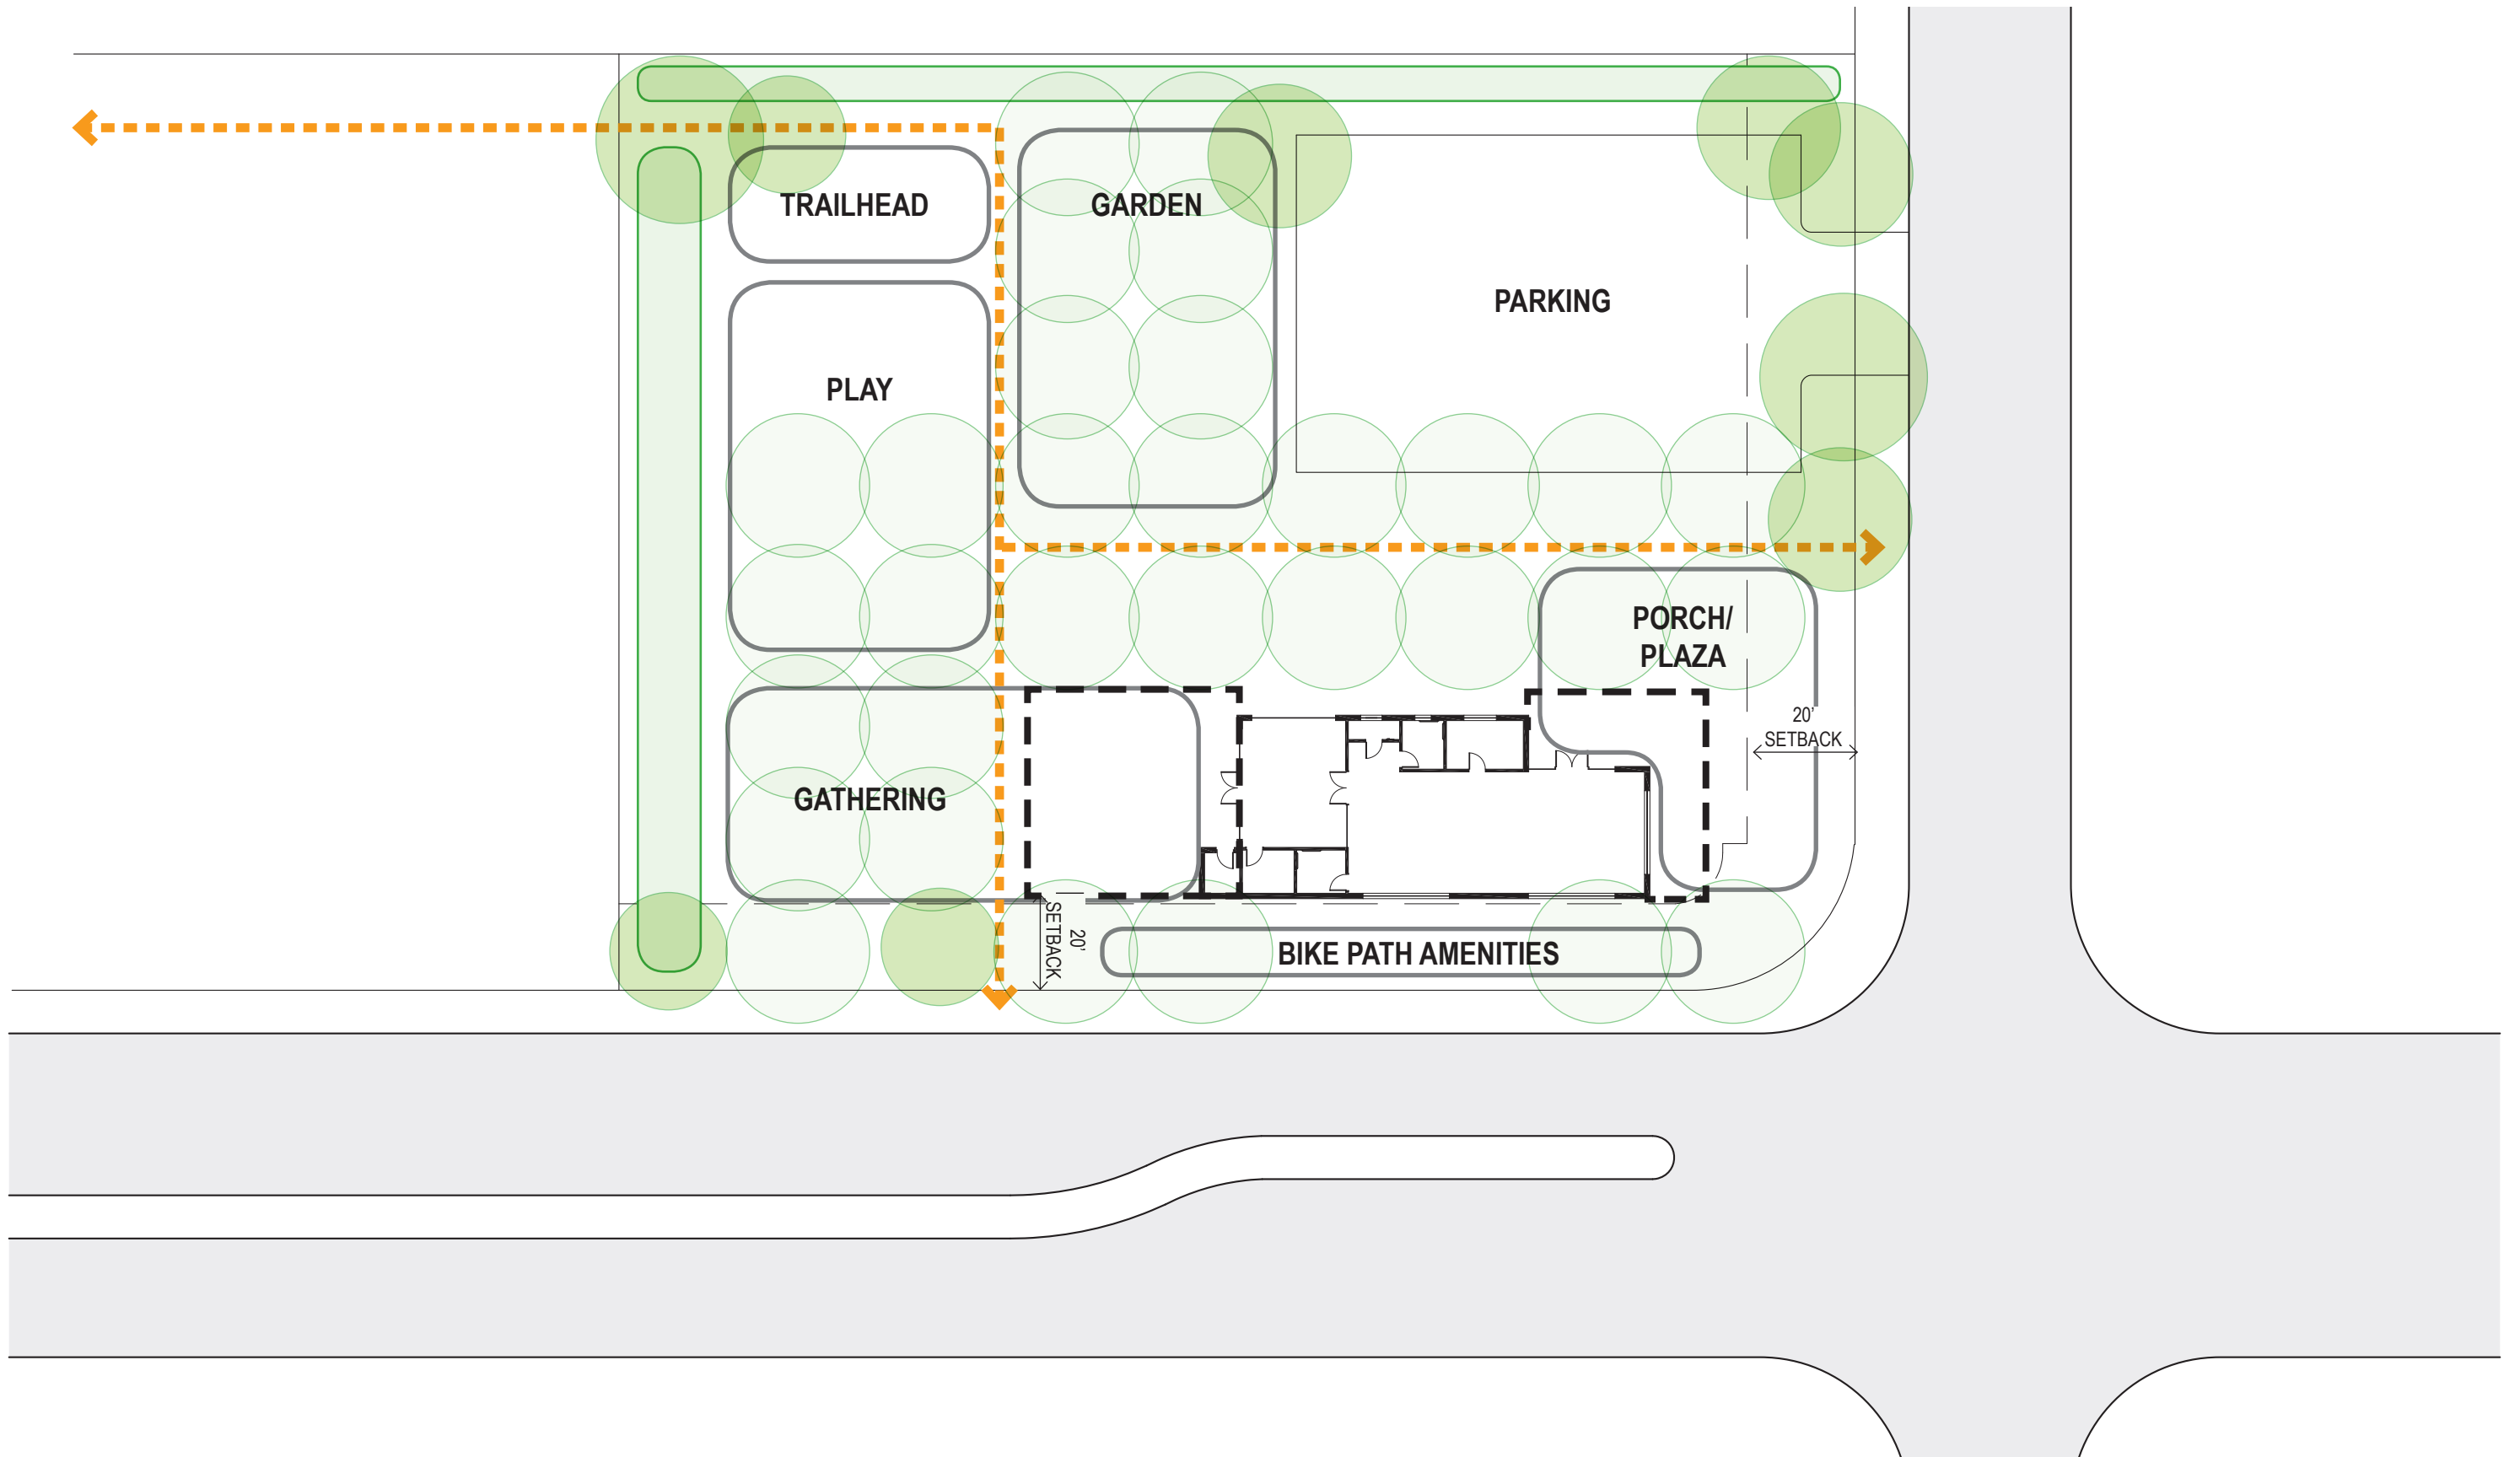 TRAILHEAD
GARDEN
PARKING
PLAY
PORCH/
PLAZA
20’
SETBACK
GATHERING
20’
SETBACK
BIKE PATH AMENITIES